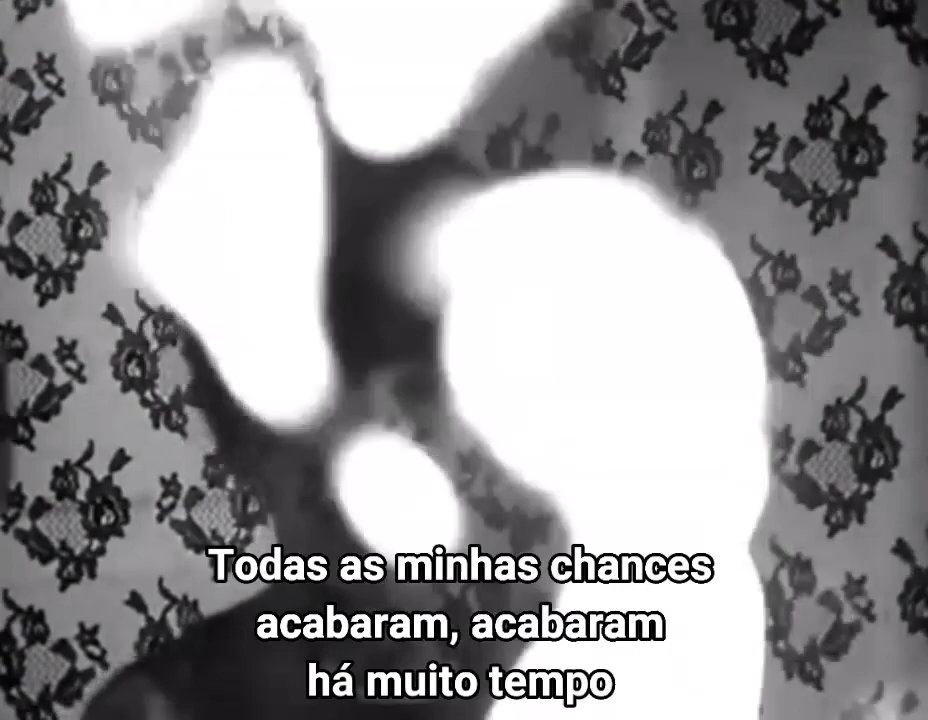 Todas as minhas chances
acabaram, acabaram
há muito tempo